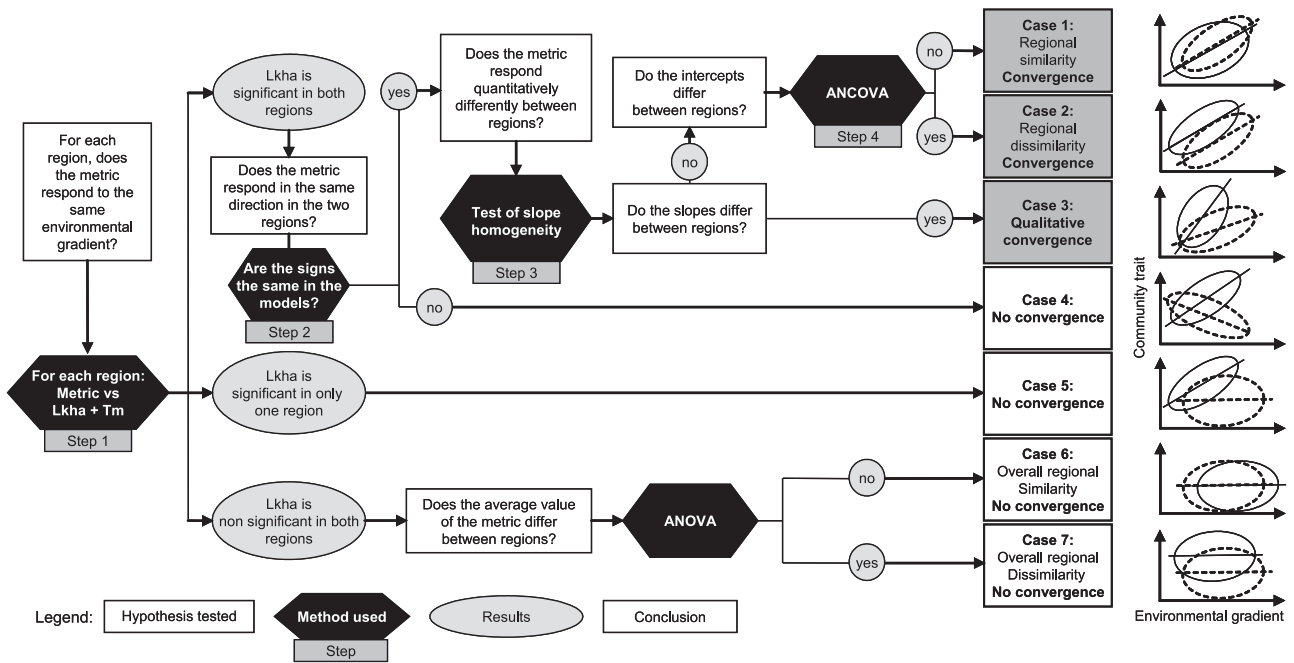 For each
region, does
the metric
respond to the
same
environmental
gradient?
For each region:
Metric vs
Lkha + Tm
Step 1
Lkha is
significant in both
regions
Does the metric
respond in the same
direction in the two
regions?
Are the signs
the same in the
models?
Step 2
yes
no
Does the metric
respond
quantitatively
differently between
regions?
Test of slope
homogeneity
Step 3
Do the slopes differ
between regions?
no
Do the intercepts
differ
between regions?
ANCOVA
Step 4
no
yes
yes
Lkha is
significant in only
one region
Lkha is
non significant in both
regions
Does the average value
of the metric differ
between regions?
ANOVA
no
yes
Case 1:
Regional
similarity
Convergence
Case 2:
Regional
dissimilarity
Convergence
Case 3:
Qualitative
convergence
Case 4:
No convergence
Case 5:
No convergence
Case 6:
Overall regional
Similarity
No convergence
Case 7:
Overall regional
Dissimilarity
No convergence
Community trait
Environmental gradient
Legend:
Hypothesis tested
Method used
Step
Results
Conclusion